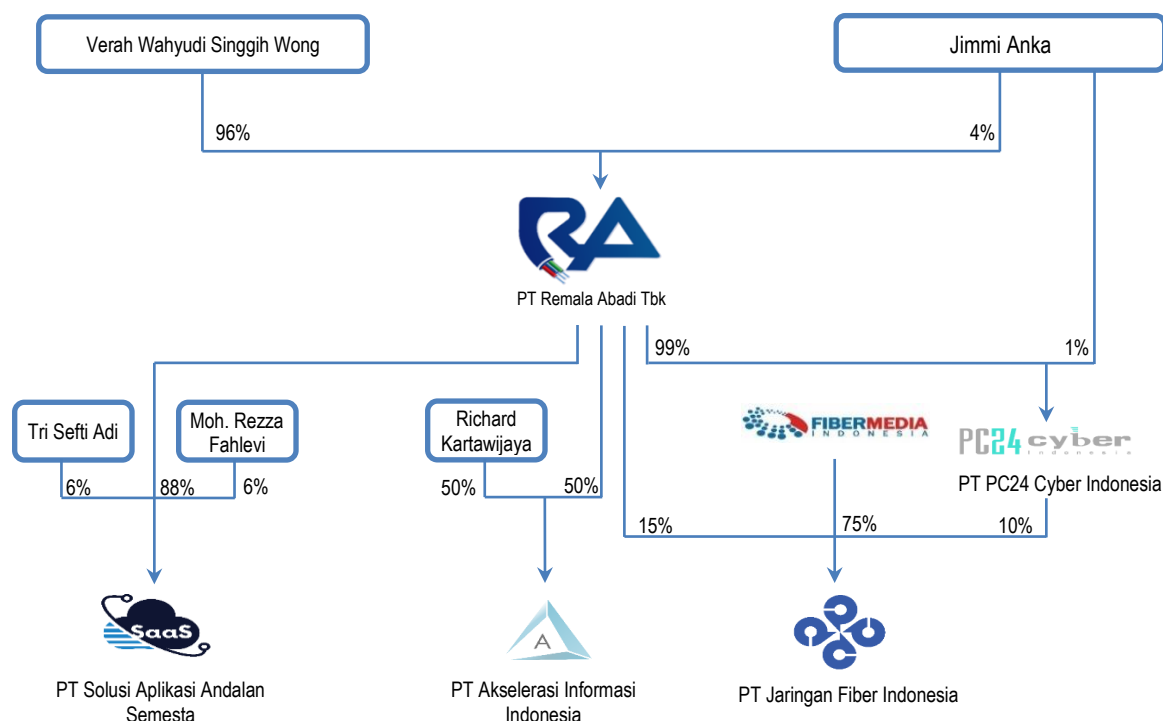 Verah Wahyudi Singgih Wong
Jimmi Anka
96%
4%
RA
PT Remala Abadi Tbk
99%
1%
Tri Sefti Adi
Moh. Rezza
Fahlevi
Richard
Kartawijaya
FIBERMEDIA
INDONESIA
PC24 cyber
Indonesia
PT PC24 Cyber Indonesia
6%
88%
6%
50%
50%
15%
75%
10%
SaaS
A
PT Solusi Aplikasi Andalan
Semesta
PT Akselerasi Informasi
Indonesia
PT Jaringan Fiber Indonesia